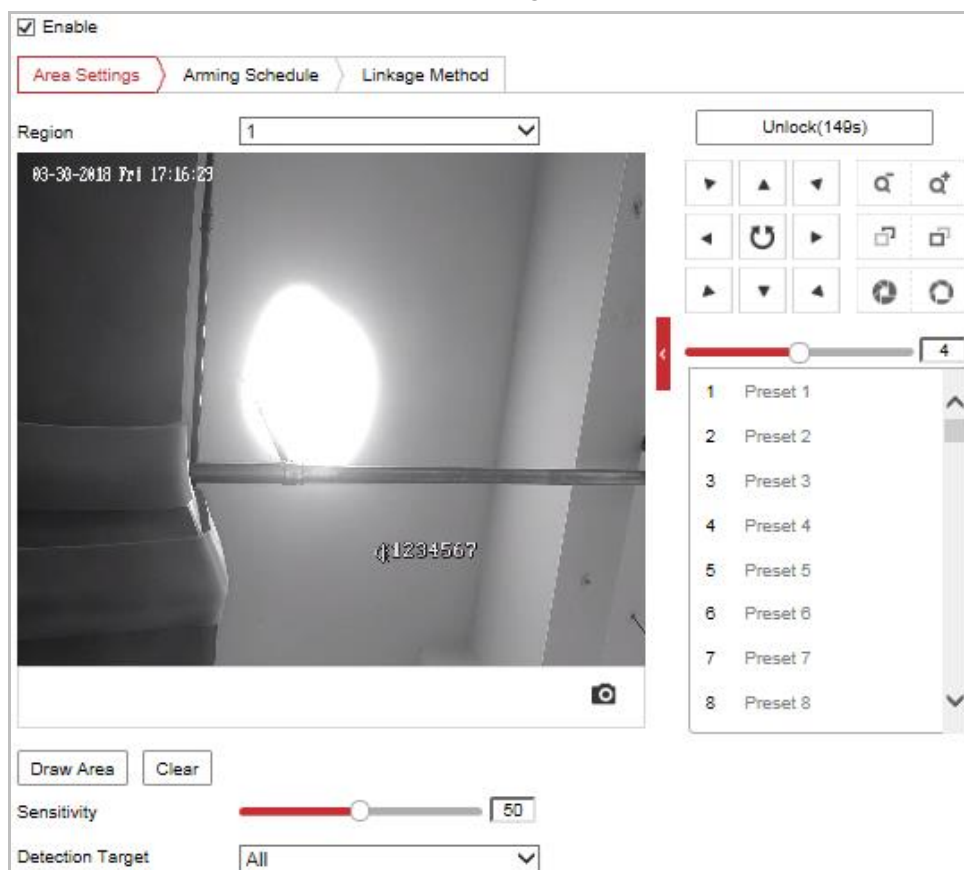 Enable
Area Settings Arming Schedule Linkage Method
Region 1
Unlock(149s)
03-30-2018 Fri 17:16:29
4
1 Preset 1
2 Preset 2
3 Preset 3
4 Preset 4
5 Preset 5
6 Preset 6
7 Preset 7
8 Preset 8
1234567
Draw Area Clear
Sensitivity 50
Detection Target All